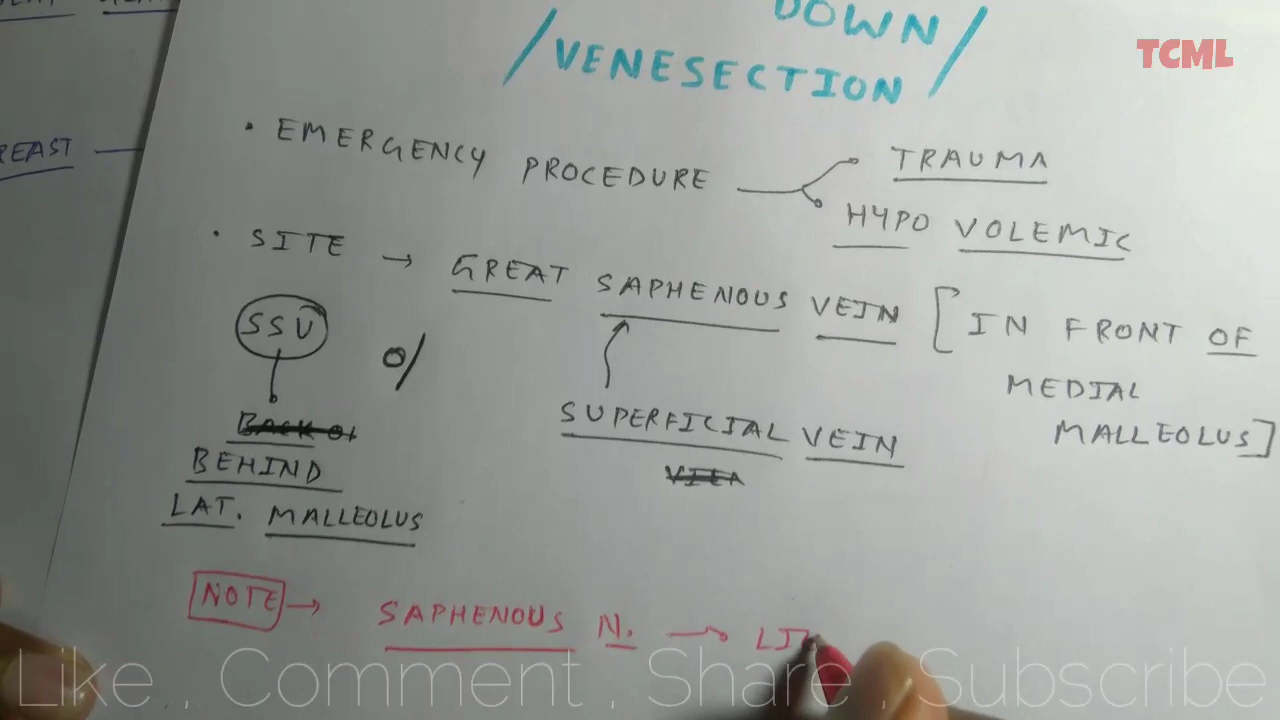 DOWN
TCML
/VENESECTION/
REAST
• EMERGENCY PROCEDURE
TRAUMA
HYPO VOLEMIC
• SITE → GREAT SAPHENOUS VEIN [IN FRONT OF
MEDIAL
MALLEOLUS]
SSV
SUPERFICIAL VEIN
BEHIND
LAT. MALLEOLUS
NOTE → SAPHENOUS N. →
Like , Comment , Share , Subscribe